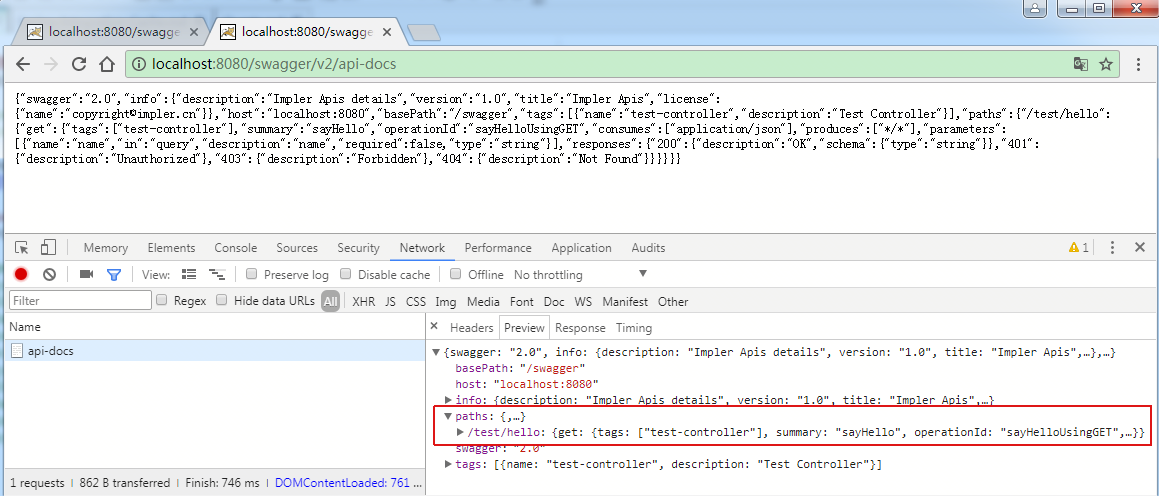 localhost:8080/swagge
localhost:8080/swagge
localhost:8080/swagger/v2/api-docs
{"swagger":"2.0","info":{"description":"Impler Apis details","version":"1.0","title":"Impler Apis","license":
{"name":"copyright@impler.cn"}},"host":"localhost:8080","basePath":"/swagger","tags":[{"name":"test-controller","description":"Test Controller"}],"paths":{"/test/hello":
{"get":{"tags":["test-controller"],"summary":"sayHello","operationId":"sayHelloUsingGET","consumes":["application/json"],"produces":["*/*"],"parameters":
[{"name":"name","in":"query","description":"name","required":false,"type":"string"}],"responses":{"200":{"description":"OK","schema":{"type":"string"}},"401":
{"description":"Unauthorized"},"403":{"description":"Forbidden"},"404":{"description":"Not Found"}}}}}}
Memory Elements Console Sources Security Network Performance Application Audits 1
View: Preserve log Disable cache Offline No throttling
Filter Regex Hide data URLs All XHR JS CSS Img Media Font Doc WS Manifest Other
Name
api-docs
1 requests | 862 B transferred | Finish: 746 ms | DOMContentLoaded: 761 ...
× Headers Preview Response Timing
{swagger: "2.0", info: {description: "Impler Apis details", version: "1.0", title: "Impler Apis",…},…}
basePath: "/swagger"
host: "localhost:8080"
info: {description: "Impler Apis details", version: "1.0", title: "Impler Apis",…}
paths: {,…}
/test/hello: {get: {tags: ["test-controller"], summary: "sayHello", operationId: "sayHelloUsingGET",…}}
swagger: "2.0"
tags: [{name: "test-controller", description: "Test Controller"}]